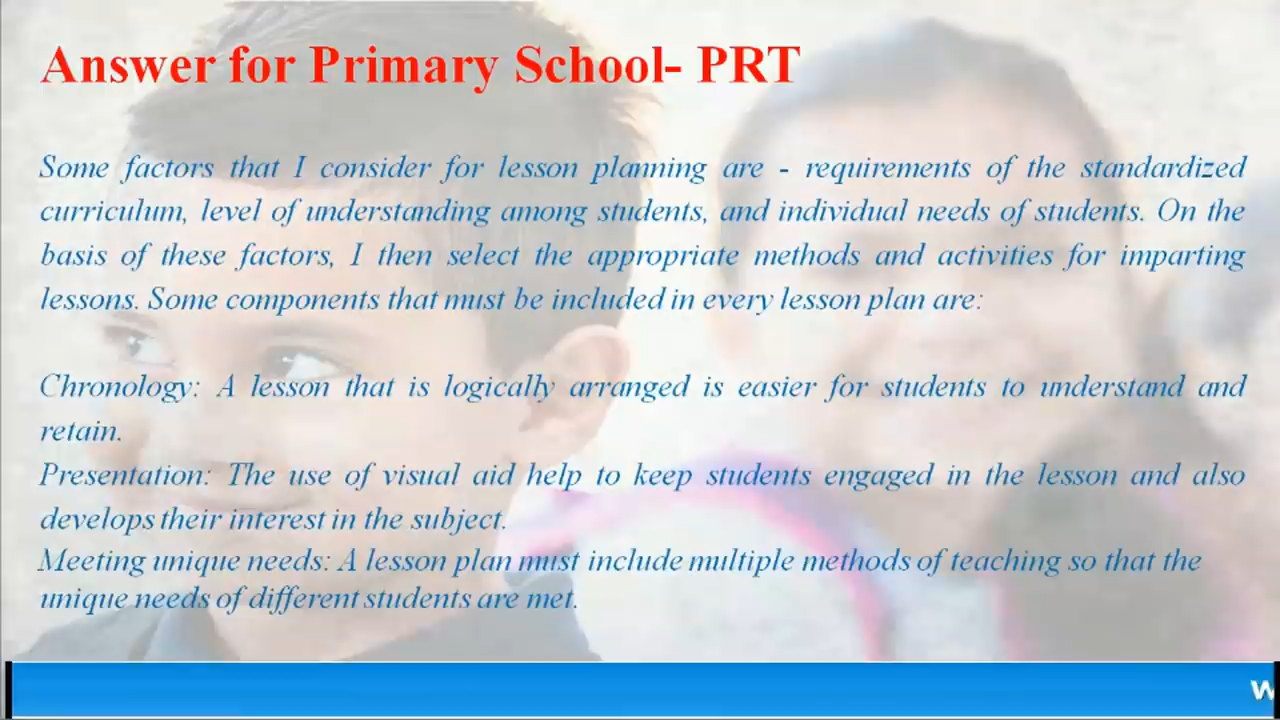 Answer for Primary School- PRT
Some factors that I consider for lesson planning are - requirements of the standardized
curriculum, level of understanding among students, and individual needs of students. On the
basis of these factors, I then select the appropriate methods and activities for imparting
lessons. Some components that must be included in every lesson plan are:
Chronology: A lesson that is logically arranged is easier for students to understand and
retain.
Presentation: The use of visual aid help to keep students engaged in the lesson and also
develops their interest in the subject.
Meeting unique needs: A lesson plan must include multiple methods of teaching so that the
unique needs of different students are met.